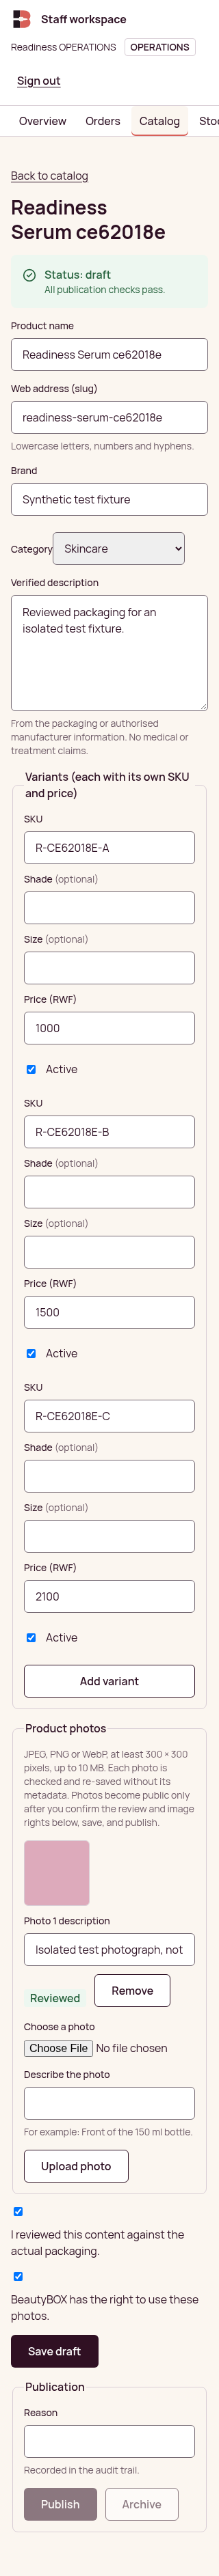 Staff workspace
Readiness OPERATIONS OPERATIONS
Sign out
Overview Orders Catalog Stoc
Back to catalog
Readiness
Serum ce62018e
Status: draft
All publication checks pass.
Product name
Readiness Serum ce62018e
Web address (slug)
readiness-serum-ce62018e
Lowercase letters, numbers and hyphens.
Brand
Synthetic test fixture
Category Skincare
Verified description
Reviewed packaging for an
isolated test fixture.
From the packaging or authorised
manufacturer information. No medical or
treatment claims.
Variants (each with its own SKU
and price)
SKU
R-CE62018E-A
Shade (optional)
Size (optional)
Price (RWF)
1000
Active
SKU
R-CE62018E-B
Shade (optional)
Size (optional)
Price (RWF)
1500
Active
SKU
R-CE62018E-C
Shade (optional)
Size (optional)
Price (RWF)
2100
Active
Add variant
Product photos
JPEG, PNG or WebP, at least 300 × 300
pixels, up to 10 MB. Each photo is
checked and re-saved without its
metadata. Photos become public only
after you confirm the review and image
rights below, save, and publish.
Photo 1 description
Isolated test photograph, not
Reviewed Remove
Choose a photo
Choose File No file chosen
Describe the photo
For example: Front of the 150 ml bottle.
Upload photo
I reviewed this content against the
actual packaging.
BeautyBOX has the right to use these
photos.
Save draft
Publication
Reason
Recorded in the audit trail.
Publish Archive